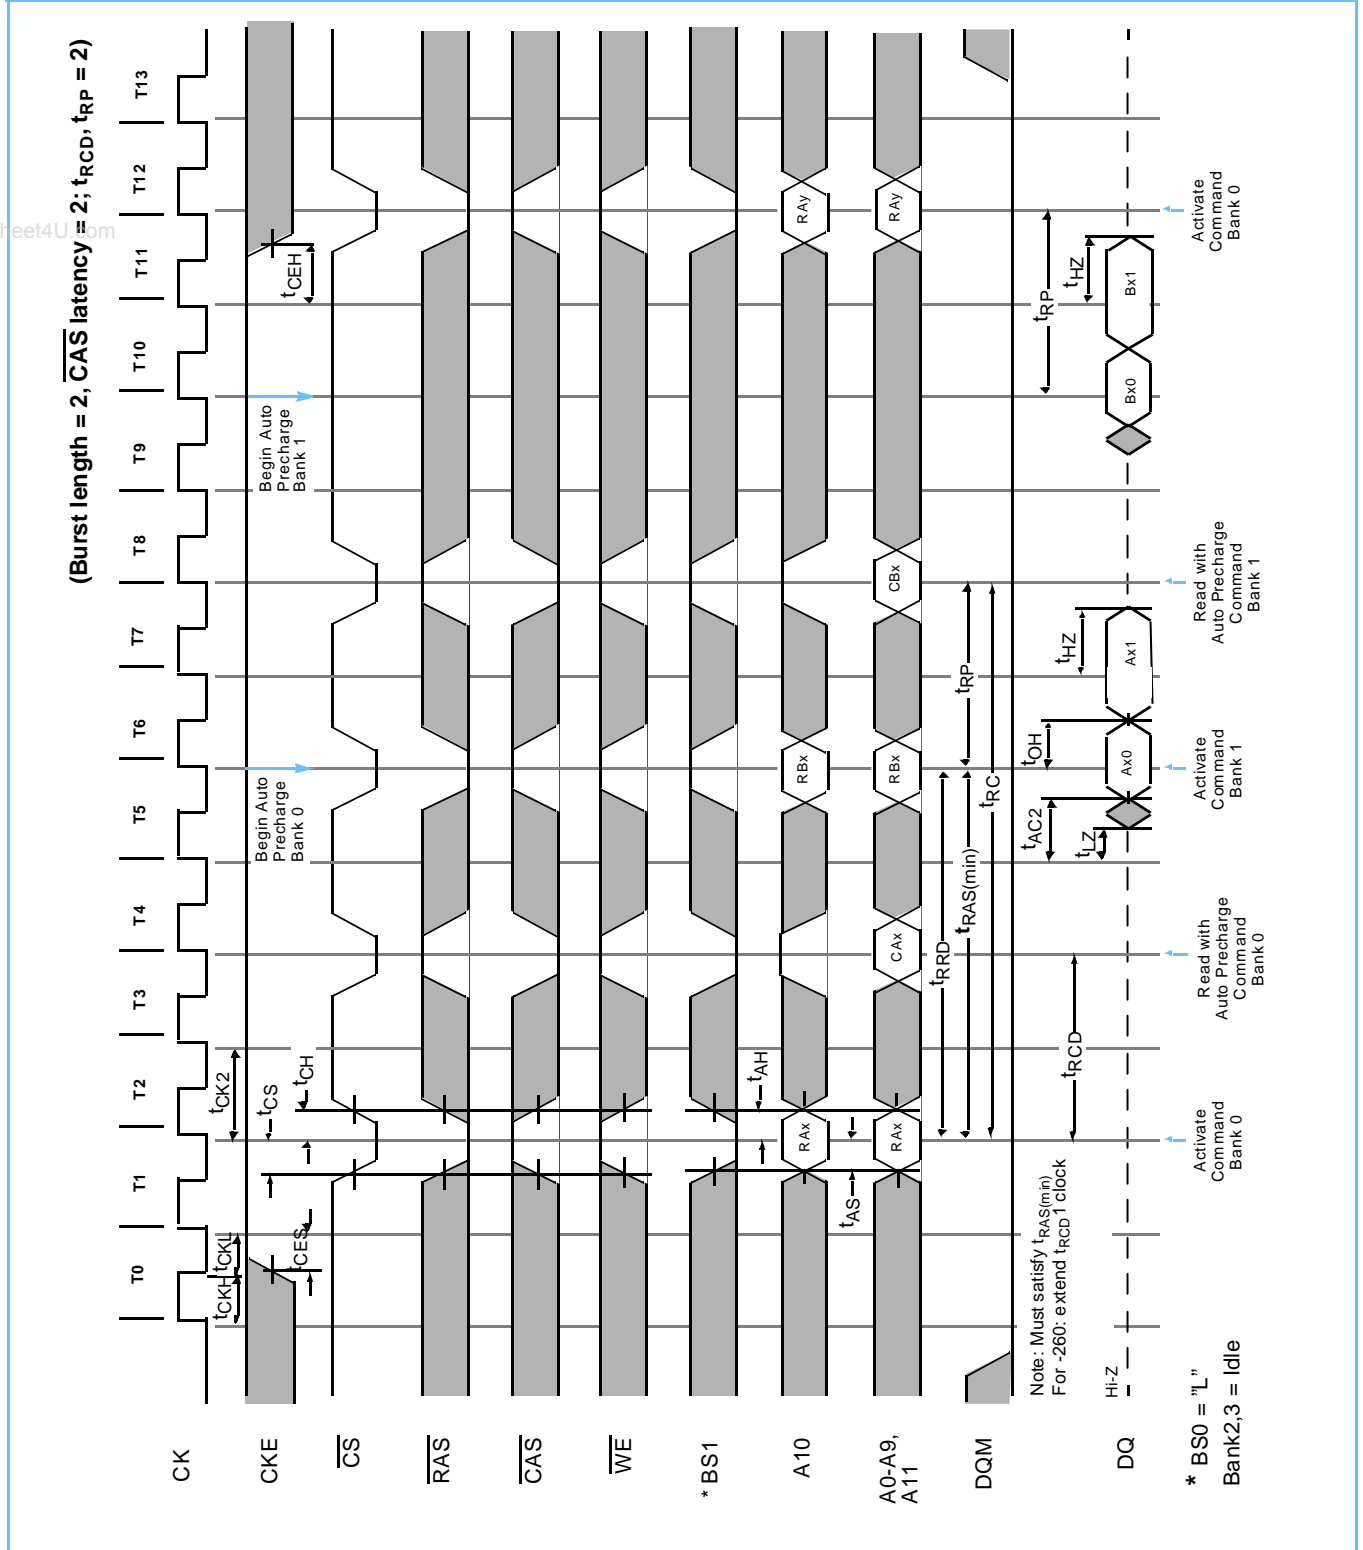 (Burst length = 2, CAS latency = 2; tRCD, tRP = 2)
T0 T1 T2 T3 T4 T5 T6 T7 T8 T9 T10 T11 T12 T13
CK
tCKH tCKL
tCK2
CKE
tCES
tCS
tCH
Begin Auto
Precharge
Bank 0
Begin Auto
Precharge
Bank 1
tCEH
CS
RAS
CAS
WE
* BS1
A10
RAx
tAH
RBx
RAy
A0-A9,
A11
tAS
RAx
CAx
RBx
CBx
RAy
DQM
tRRD
tRAS(min)
tRP
tRC
Note: Must satisfy tRAS(min)
For -260: extend tRCD 1 clock
tRCD
tAC2
tOH
tLZ
tHZ
tRP
tHZ
DQ
Hi-Z
Ax0
Ax1
Bx0
Bx1
Activate
Command
Bank 0
Read with
Auto Precharge
Command
Bank 0
Activate
Command
Bank 1
Read with
Auto Precharge
Command
Bank 1
Activate
Command
Bank 0
* BS0 = "L"
Bank2,3 = Idle
heet4U.com